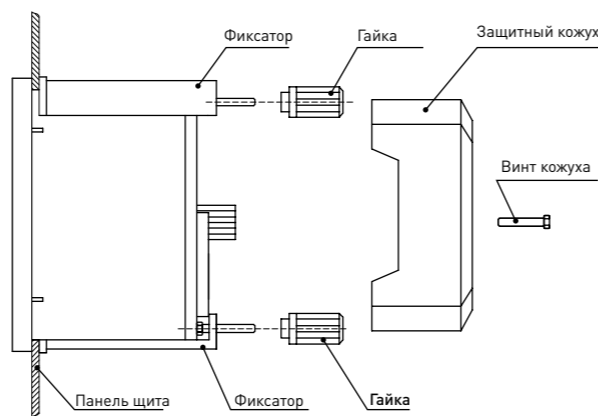 Фиксатор
Гайка
Защитный кожух
Винт кожуха
Панель щита
Фиксатор
Гайка